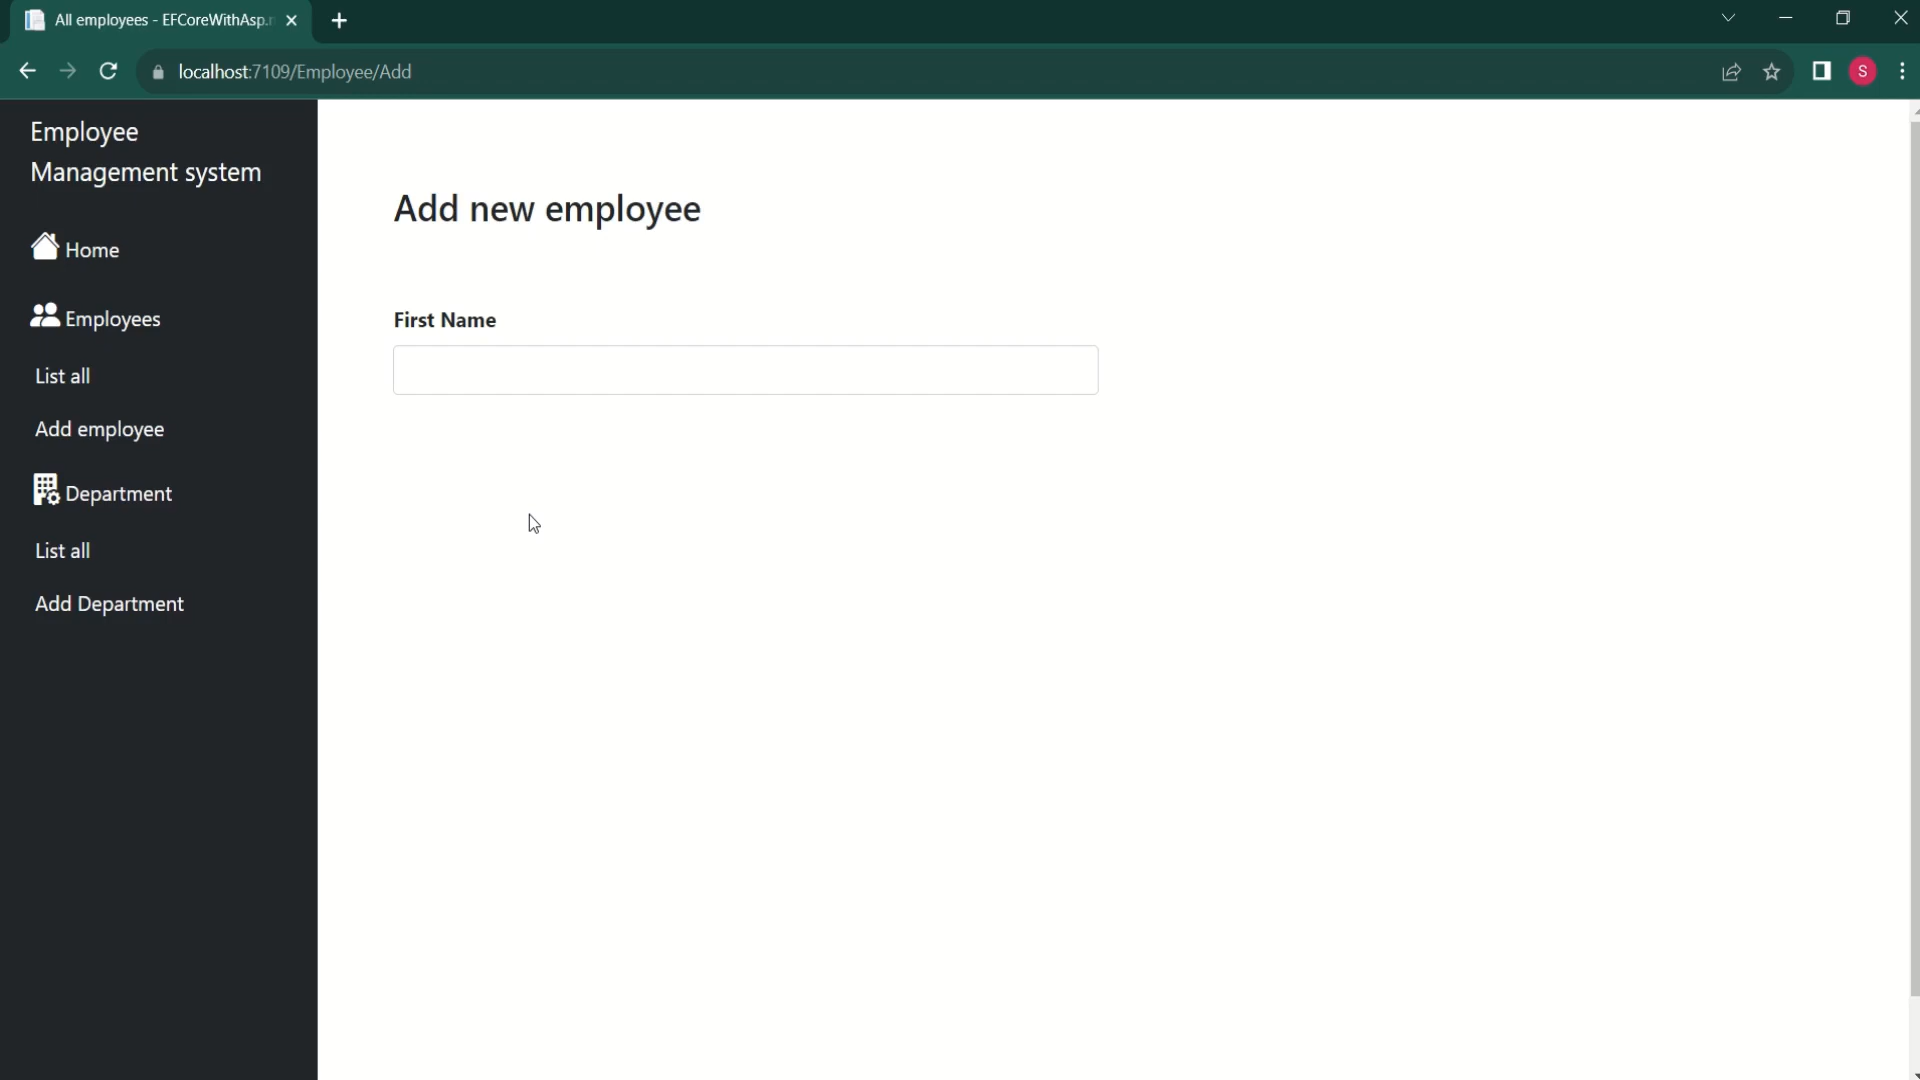 All employees - EFCoreWithAsp.n
localhost:7109/Employee/Add
S
Employee
Management system
Home
Employees
List all
Add employee
Department
List all
Add Department
Add new employee
First Name